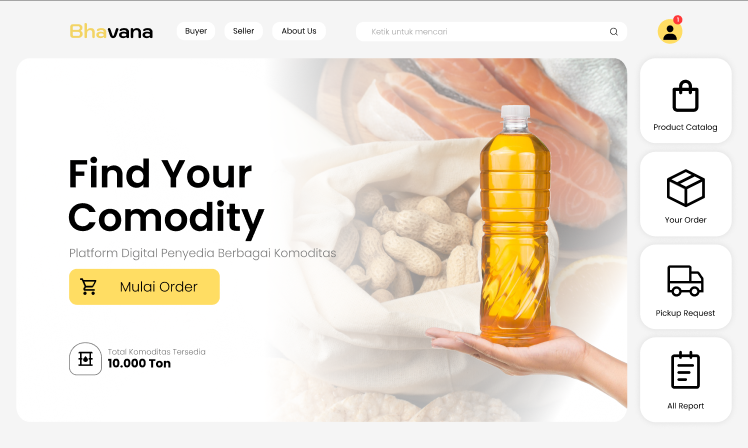 Bhavana
Buyer
Seller
About Us
Ketik untuk mencari
1
Find Your
Comodity
Platform Digital Penyedia Berbagai Komoditas
Mulai Order
Total Komoditas Tersedia
10.000 Ton
Product Catalog
Your Order
Pickup Request
All Report